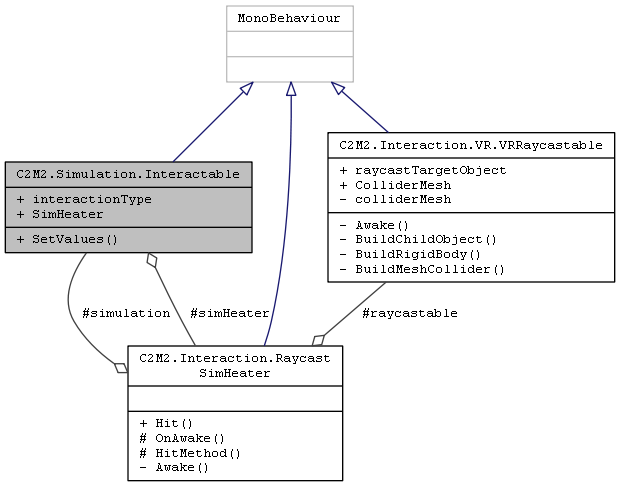 MonoBehaviour
C2M2.Simulation.Interactable
+ interactionType
+ SimHeater
+ SetValues()
C2M2.Interaction.VR.VRRaycastable
+ raycastTargetObject
+ ColliderMesh
- colliderMesh
- Awake()
- BuildChildObject()
- BuildRigidBody()
- BuildMeshCollider()
#simulation
#simHeater
#raycastable
C2M2.Interaction.Raycast
SimHeater
+ Hit()
# OnAwake()
# HitMethod()
- Awake()